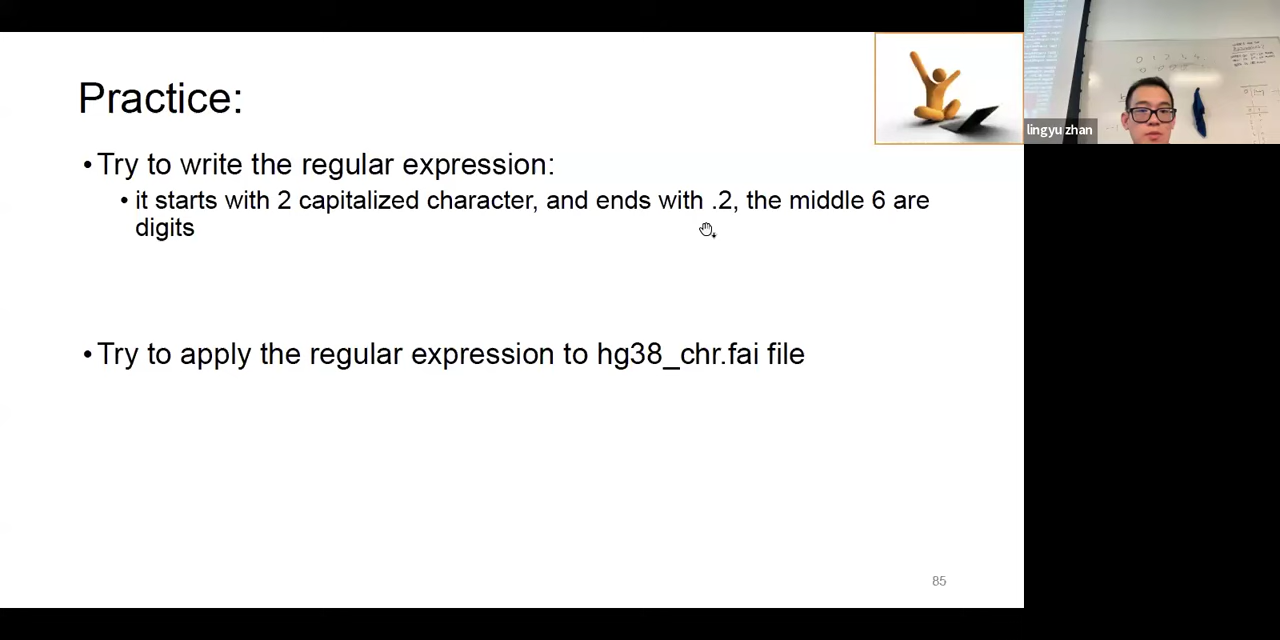 Practice:
• Try to write the regular expression:
• it starts with 2 capitalized character, and ends with .2, the middle 6 are
digits
• Try to apply the regular expression to hg38_chr.fai file
85
lingyu zhan